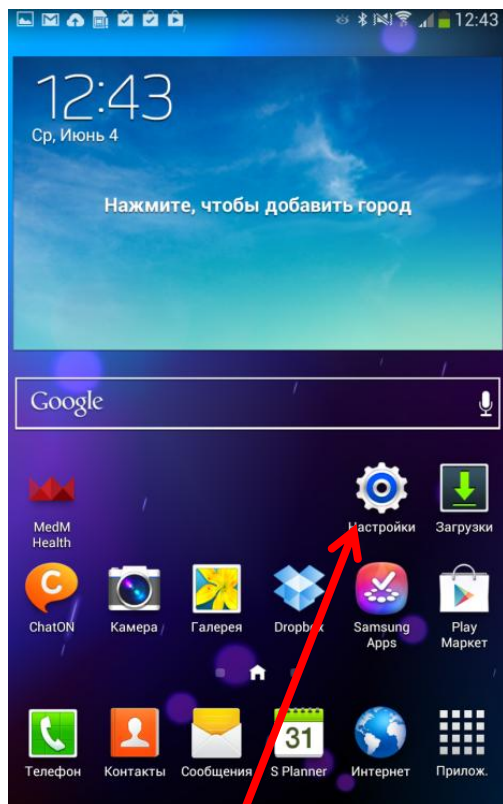 12:43
12:43
Ср, Июнь 4
Нажмите, чтобы добавить город
Google
MedM
Health
Настройки
Загрузки
ChatON
Камера
Галерея
Dropbox
Samsung
Apps
Play
Маркет
31
Телефон
Контакты
Сообщения
S Planner
Интернет
Прилож.